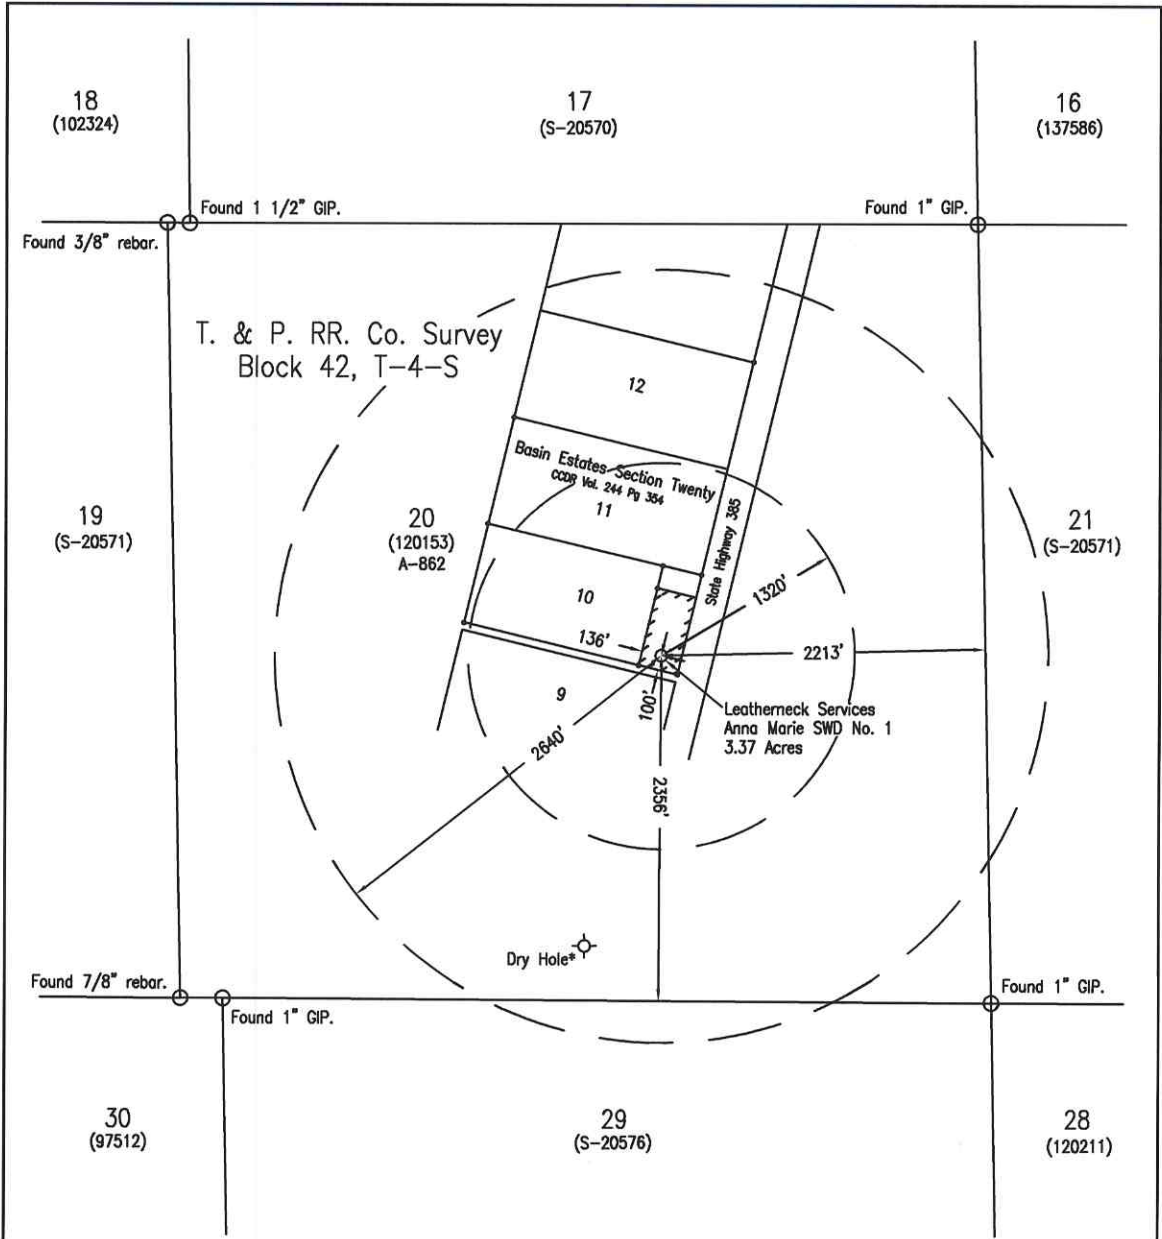 18
(102324)
17
(S-20570)
16
(137586)
Found 1 1/2" GIP.
Found 1" GIP.
Found 3/8" rebar.
T. & P. RR. Co. Survey
Block 42, T-4-S
12
Basin Estates Section Twenty
CCDR Vol. 244 Pg 354
11
State Highway 385
19
(S-20571)
20
(120153)
A-862
21
(S-20571)
10
1320'
136'
2213'
9
100'
Leatherneck Services
Anna Marie SWD No. 1
3.37 Acres
2640'
2356'
Dry Hole*
Found 7/8" rebar.
Found 1" GIP.
Found 1" GIP.
30
(97512)
29
(S-20576)
28
(120211)